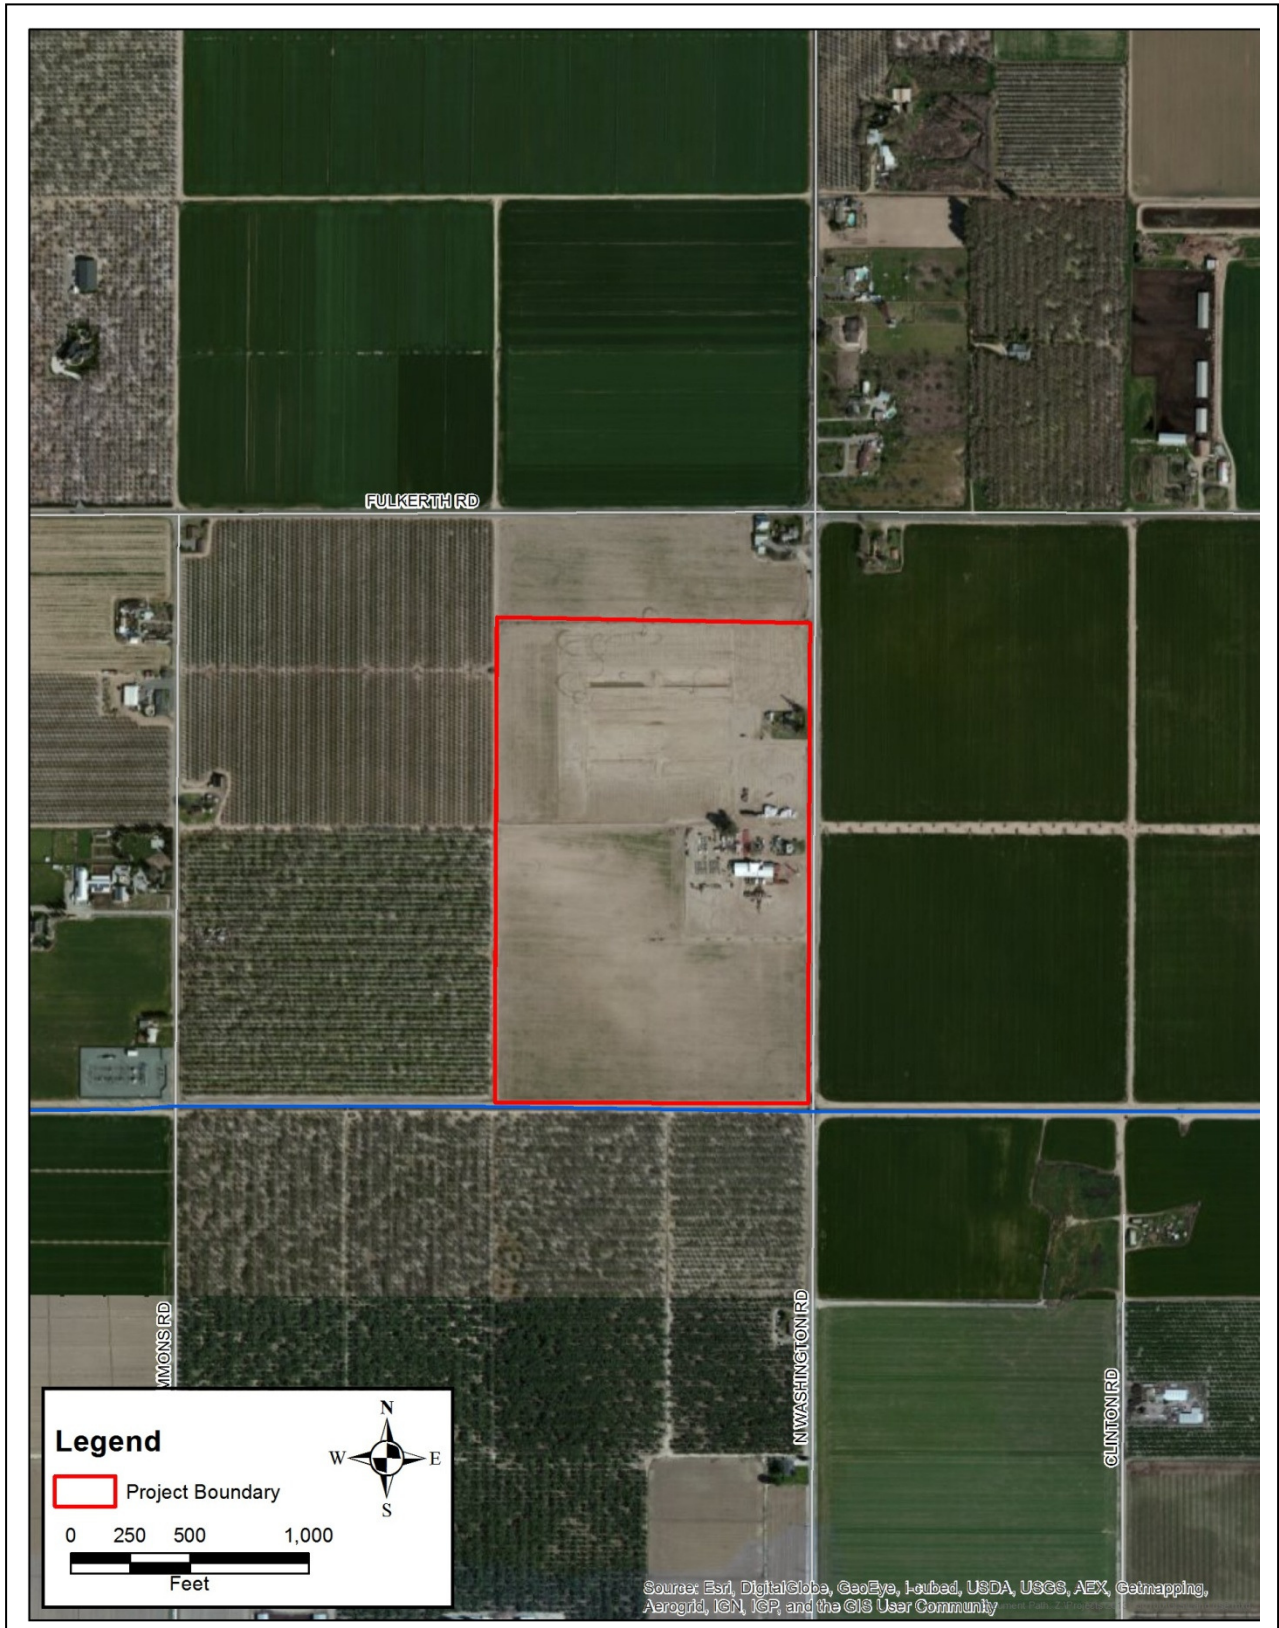 FULKERTH RD
MMONS RD
N WASHINGTON RD
CLINTON RD
Legend
N
W
E
S
Project Boundary
0 250 500 1,000
Feet
Source: Esri, DigitalGlobe, GeoEye, i-cubed, USDA, USGS, AEX, Getmapping,
Aerogrid, IGN, IGP, and the GIS User Community